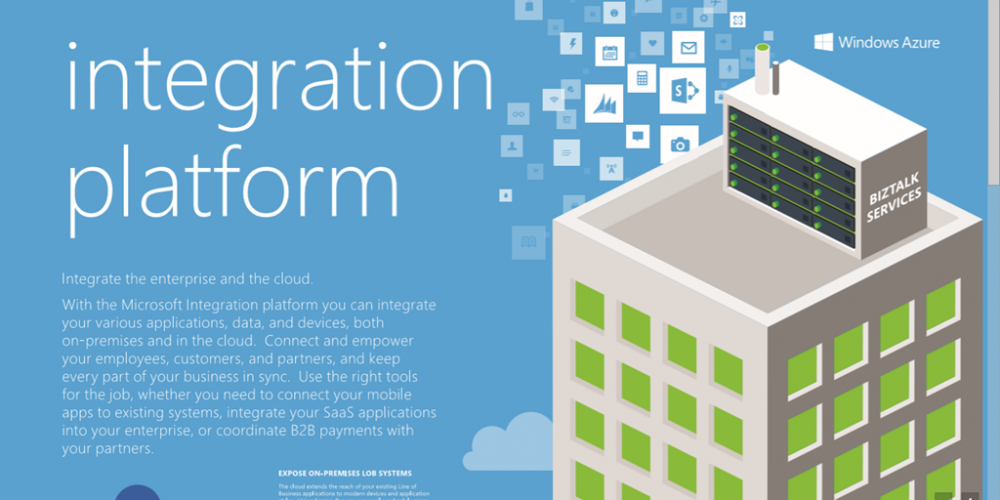 integration
platform
Windows Azure
BIZTALK
SERVICES
S
Integrate the enterprise and the cloud.
With the Microsoft Integration platform you can integrate
your various applications, data, and devices, both
on-premises and in the cloud.  Connect and empower
your employees, customers, and partners, and keep
every part of your business in sync.  Use the right tools
for the job, whether you need to connect your mobile
apps to existing systems, integrate your SaaS applications
into your enterprise, or coordinate B2B payments with
your partners.
EXPOSE ON-PREMISES LOB SYSTEMS
The cloud extends the reach of your existing Line of
Business applications to modern devices and application